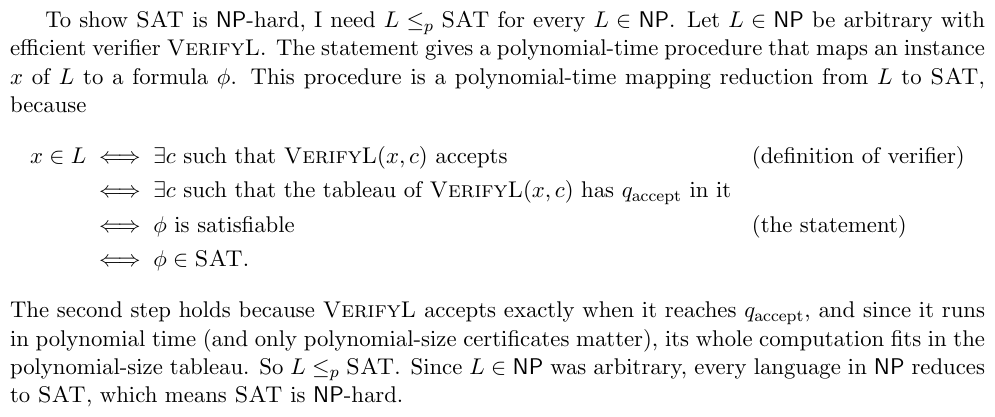 To show SAT is NP-hard, I need L ≤ₚ SAT for every L ∈ NP. Let L ∈ NP be arbitrary with
efficient verifier VERIFYL. The statement gives a polynomial-time procedure that maps an instance
x of L to a formula ϕ. This procedure is a polynomial-time mapping reduction from L to SAT,
because
x ∈ L ⟺ ∃c such that VERIFYL(x, c) accepts (definition of verifier)
⟺ ∃c such that the tableau of VERIFYL(x, c) has q_accept in it
⟺ ϕ is satisfiable (the statement)
⟺ ϕ ∈ SAT.
The second step holds because VERIFYL accepts exactly when it reaches q_accept, and since it runs
in polynomial time (and only polynomial-size certificates matter), its whole computation fits in the
polynomial-size tableau. So L ≤ₚ SAT. Since L ∈ NP was arbitrary, every language in NP reduces
to SAT, which means SAT is NP-hard.